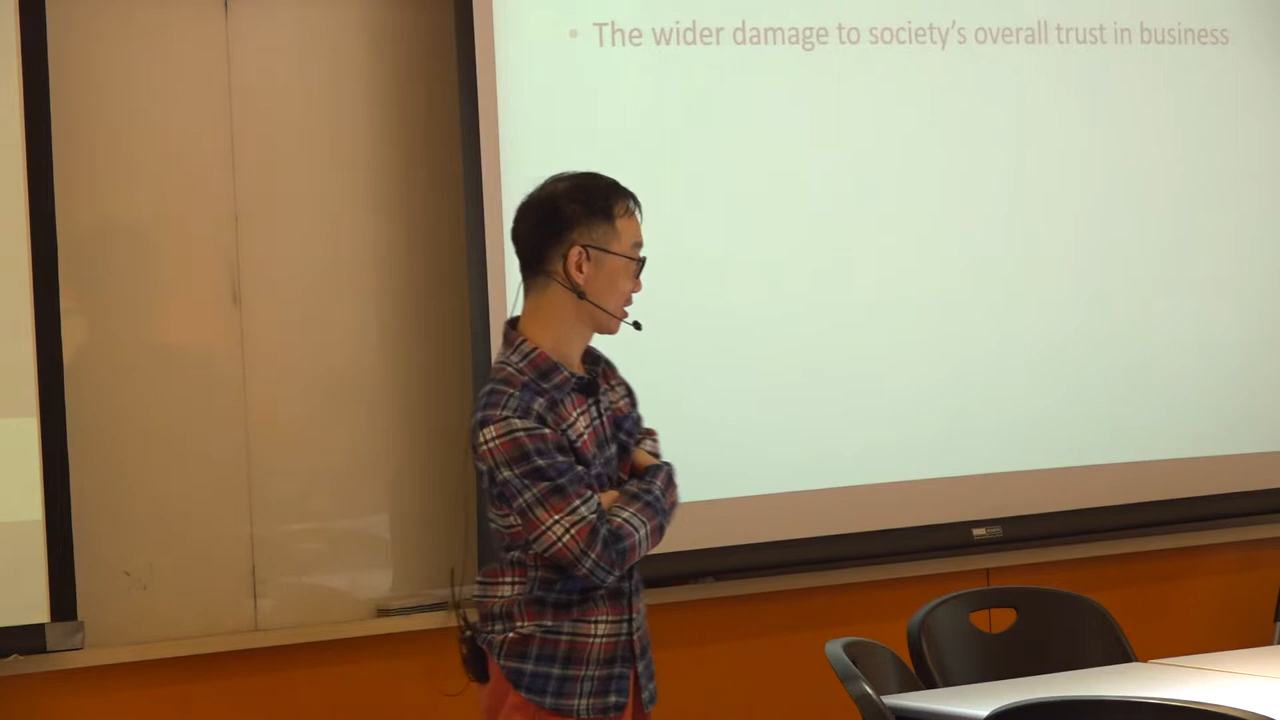 • The wider damage to society's overall trust in business